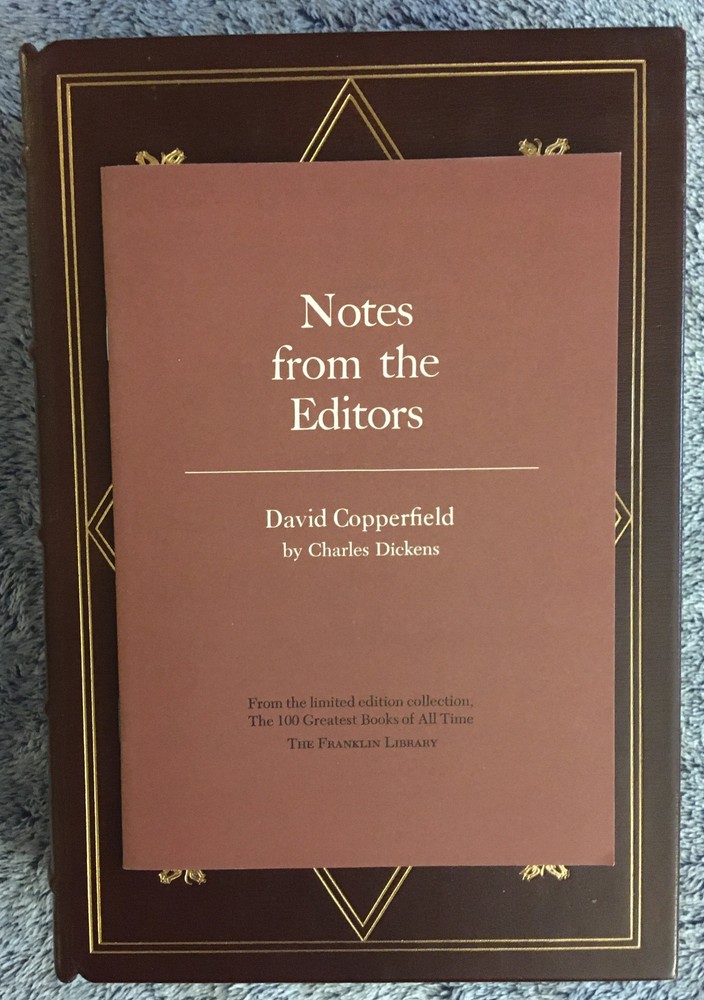 Notes
from the
Editors
David Copperfield
by Charles Dickens
From the limited edition collection,
The 100 Greatest Books of All Time
THE FRANKLIN LIBRARY